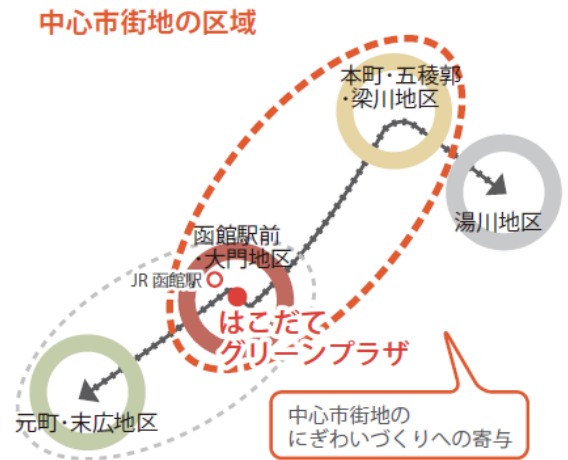 中心市街地の区域
本町・五稜郭
・梁川地区
湯川地区
函館駅前
・大門地区
JR 函館駅
はこだて
グリーンプラザ
元町・末広地区
中心市街地の
にぎわいづくりへの寄与